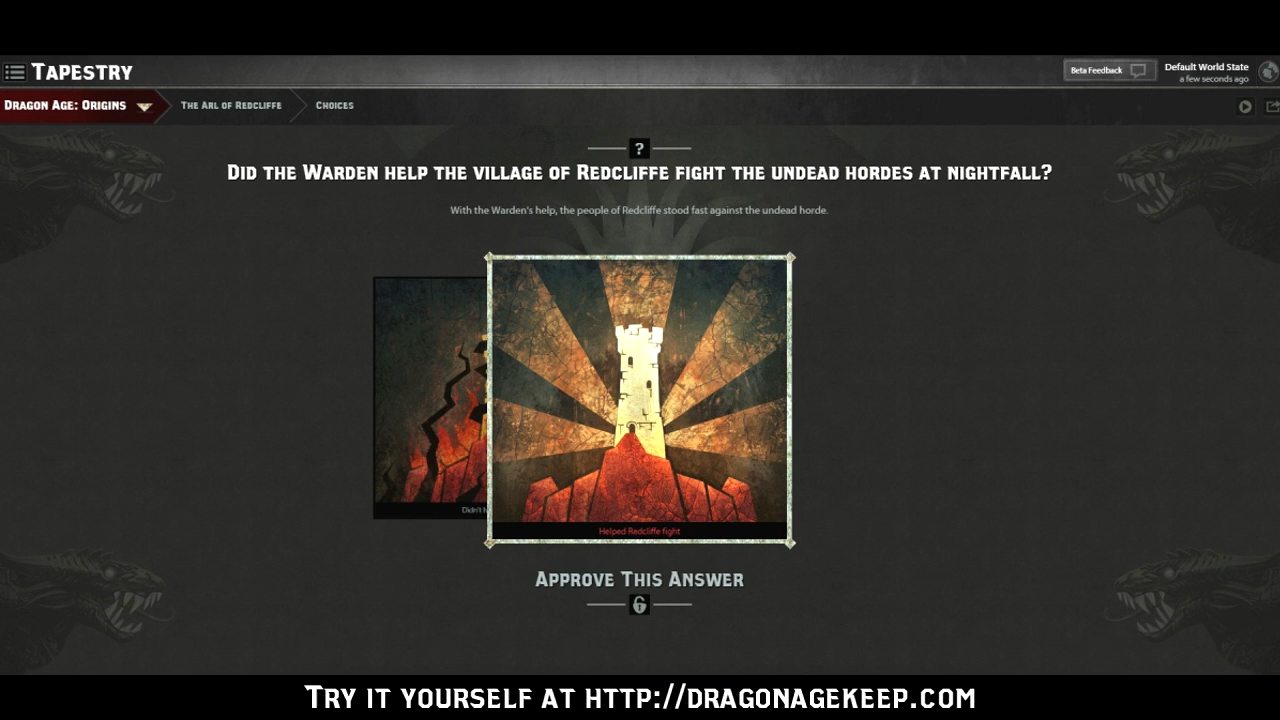 Tapestry
Beta Feedback
Default World State
a few seconds ago
Dragon Age: Origins
The Arl of Redcliffe
Choices
?
Did the Warden help the village of Redcliffe fight the undead hordes at nightfall?
With the Warden's help, the people of Redcliffe stood fast against the undead horde.
Didn't
Helped Redcliffe fight
Approve This Answer
Try it yourself at http://dragonagekeep.com